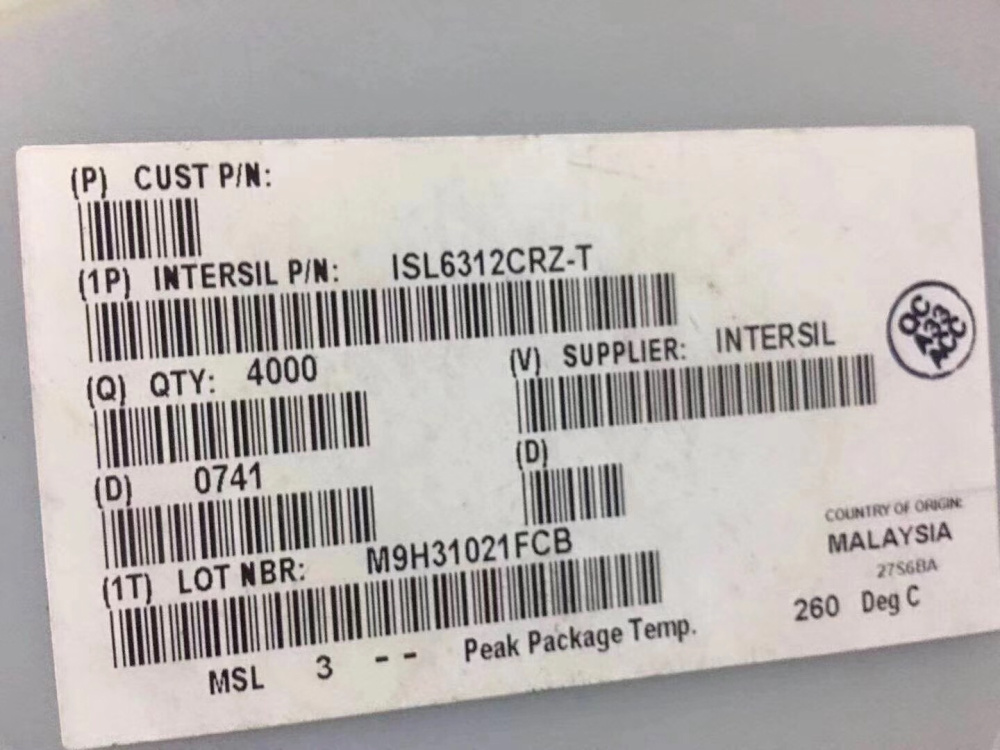 (P) CUST P/N:
(1P) INTERSIL P/N: ISL6312CRZ-T
(Q) QTY: 4000
(V) SUPPLIER: INTERSIL
(D) 0741
(D)
(1T) LOT NBR: M9H31021FCB
COUNTRY OF ORIGIN:
MALAYSIA
27S6BA
MSL 3 -- Peak Package Temp. 260 Deg C
QC